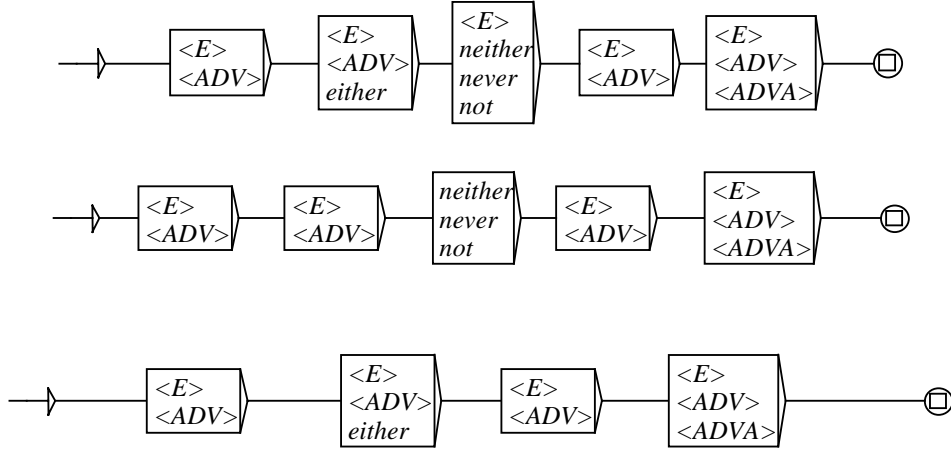 <E>
<ADV>
<E>
<ADV>
either
<E>
neither
never
not
<E>
<ADV>
<E>
<ADV>
<ADVA>
<E>
<ADV>
<E>
<ADV>
neither
never
not
<E>
<ADV>
<E>
<ADV>
<ADVA>
<E>
<ADV>
<E>
<ADV>
either
<E>
<ADV>
<E>
<ADV>
<ADVA>